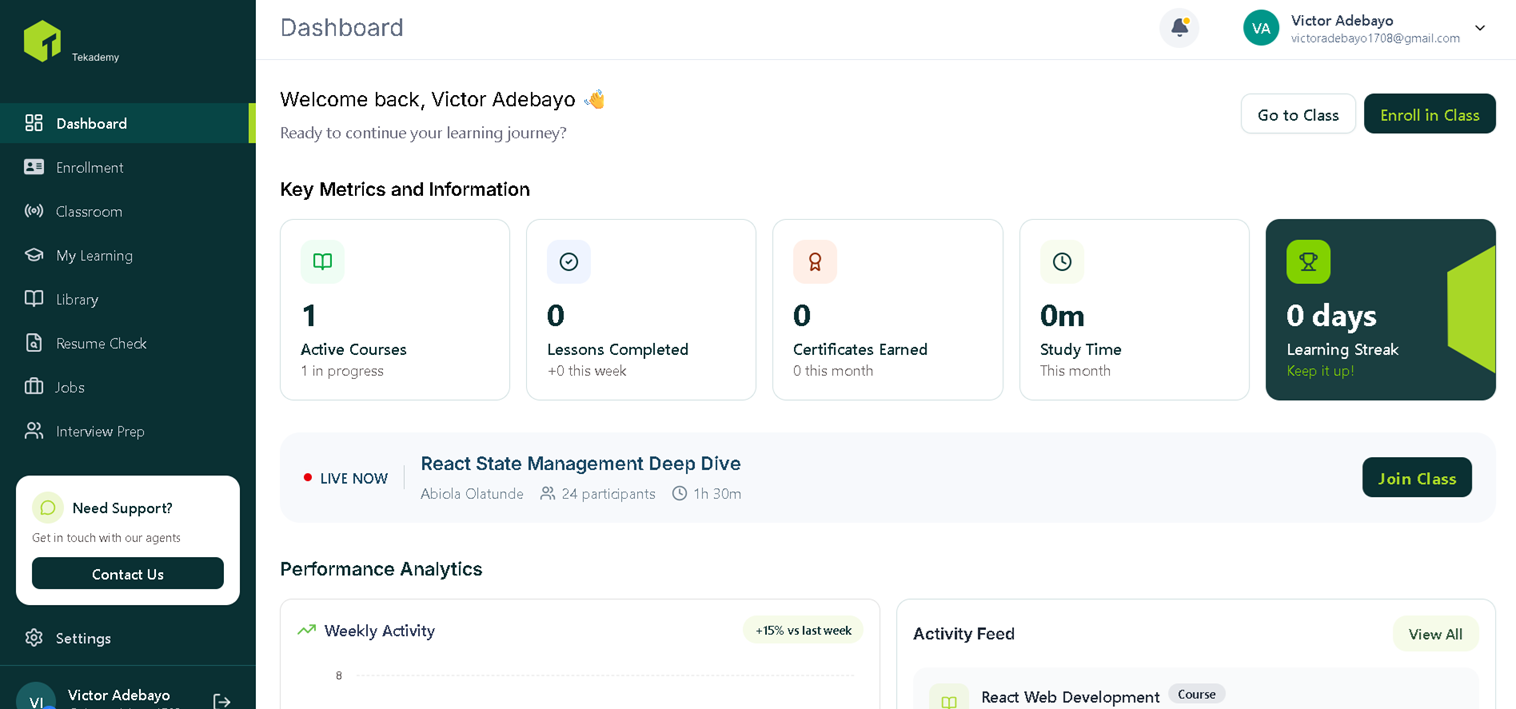 Tekademy
Dashboard
Enrollment
Classroom
My Learning
Library
Resume Check
Jobs
Interview Prep
Need Support?
Get in touch with our agents
Contact Us
Settings
VI
Victor Adebayo
Dashboard
VA
Victor Adebayo
victoradebayo1708@gmail.com
Welcome back, Victor Adebayo 👋
Ready to continue your learning journey?
Go to Class
Enroll in Class
Key Metrics and Information
1
Active Courses
1 in progress
0
Lessons Completed
+0 this week
0
Certificates Earned
0 this month
0m
Study Time
This month
0 days
Learning Streak
Keep it up!
LIVE NOW
React State Management Deep Dive
Abiola Olatunde 24 participants 1h 30m
Join Class
Performance Analytics
Weekly Activity
+15% vs last week
8
Activity Feed
View All
React Web Development Course